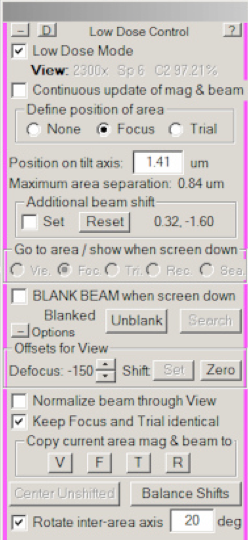 − D Low Dose Control ?
Low Dose Mode
View: 2300x Sp 6 C2 97.21%
Continuous update of mag & beam
Define position of area
None Focus Trial
Position on tilt axis: 1.41 um
Maximum area separation: 0.84 um
Additional beam shift
Set Reset 0.32, -1.60
Go to area / show when screen down
Vie. Foc. Tri. Rec. Sea.
BLANK BEAM when screen down
Blanked Unblank Search
− Options
Offsets for View
Defocus: -150 Shift: Set Zero
Normalize beam through View
Keep Focus and Trial identical
Copy current area mag & beam to
V F T R
Center Unshifted Balance Shifts
Rotate inter-area axis 20 deg